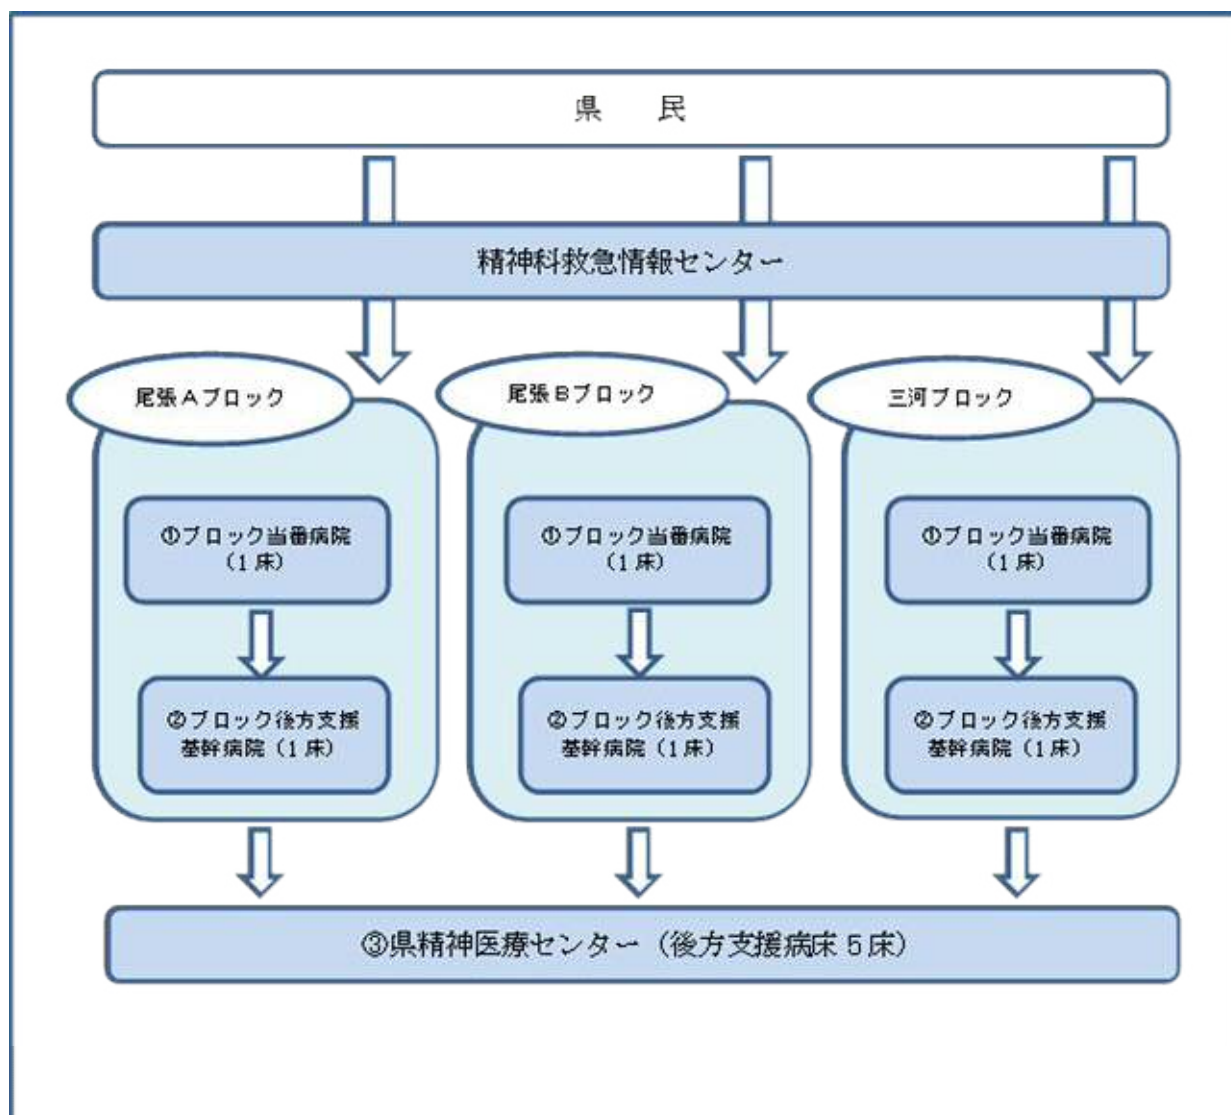 県　民
精神科救急情報センター
尾張Aブロック
①ブロック当番病院
(1床)
②ブロック後方支援
基幹病院(1床)
尾張Bブロック
①ブロック当番病院
(1床)
②ブロック後方支援
基幹病院(1床)
三河ブロック
①ブロック当番病院
(1床)
②ブロック後方支援
基幹病院(1床)
③県精神医療センター(後方支援病床5床)